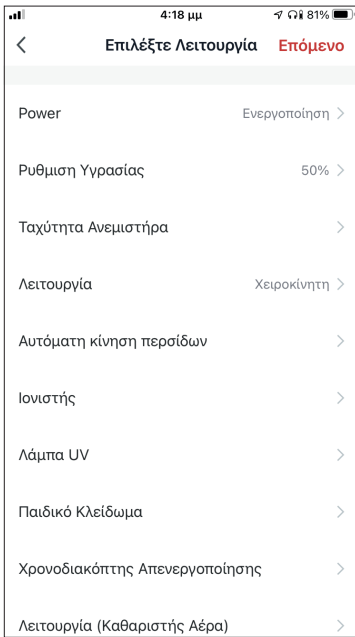 4:18 μμ 81%
Επιλέξτε Λειτουργία Επόμενο
Power Ενεργοποίηση
Ρυθμιση Υγρασίας 50%
Ταχύτητα Ανεμιστήρα
Λειτουργία Χειροκίνητη
Αυτόματη κίνηση περσίδων
Ιονιστής
Λάμπα UV
Παιδικό Κλείδωμα
Χρονοδιακόπτης Απενεργοποίησης
Λειτουργία (Καθαριστής Αέρα)